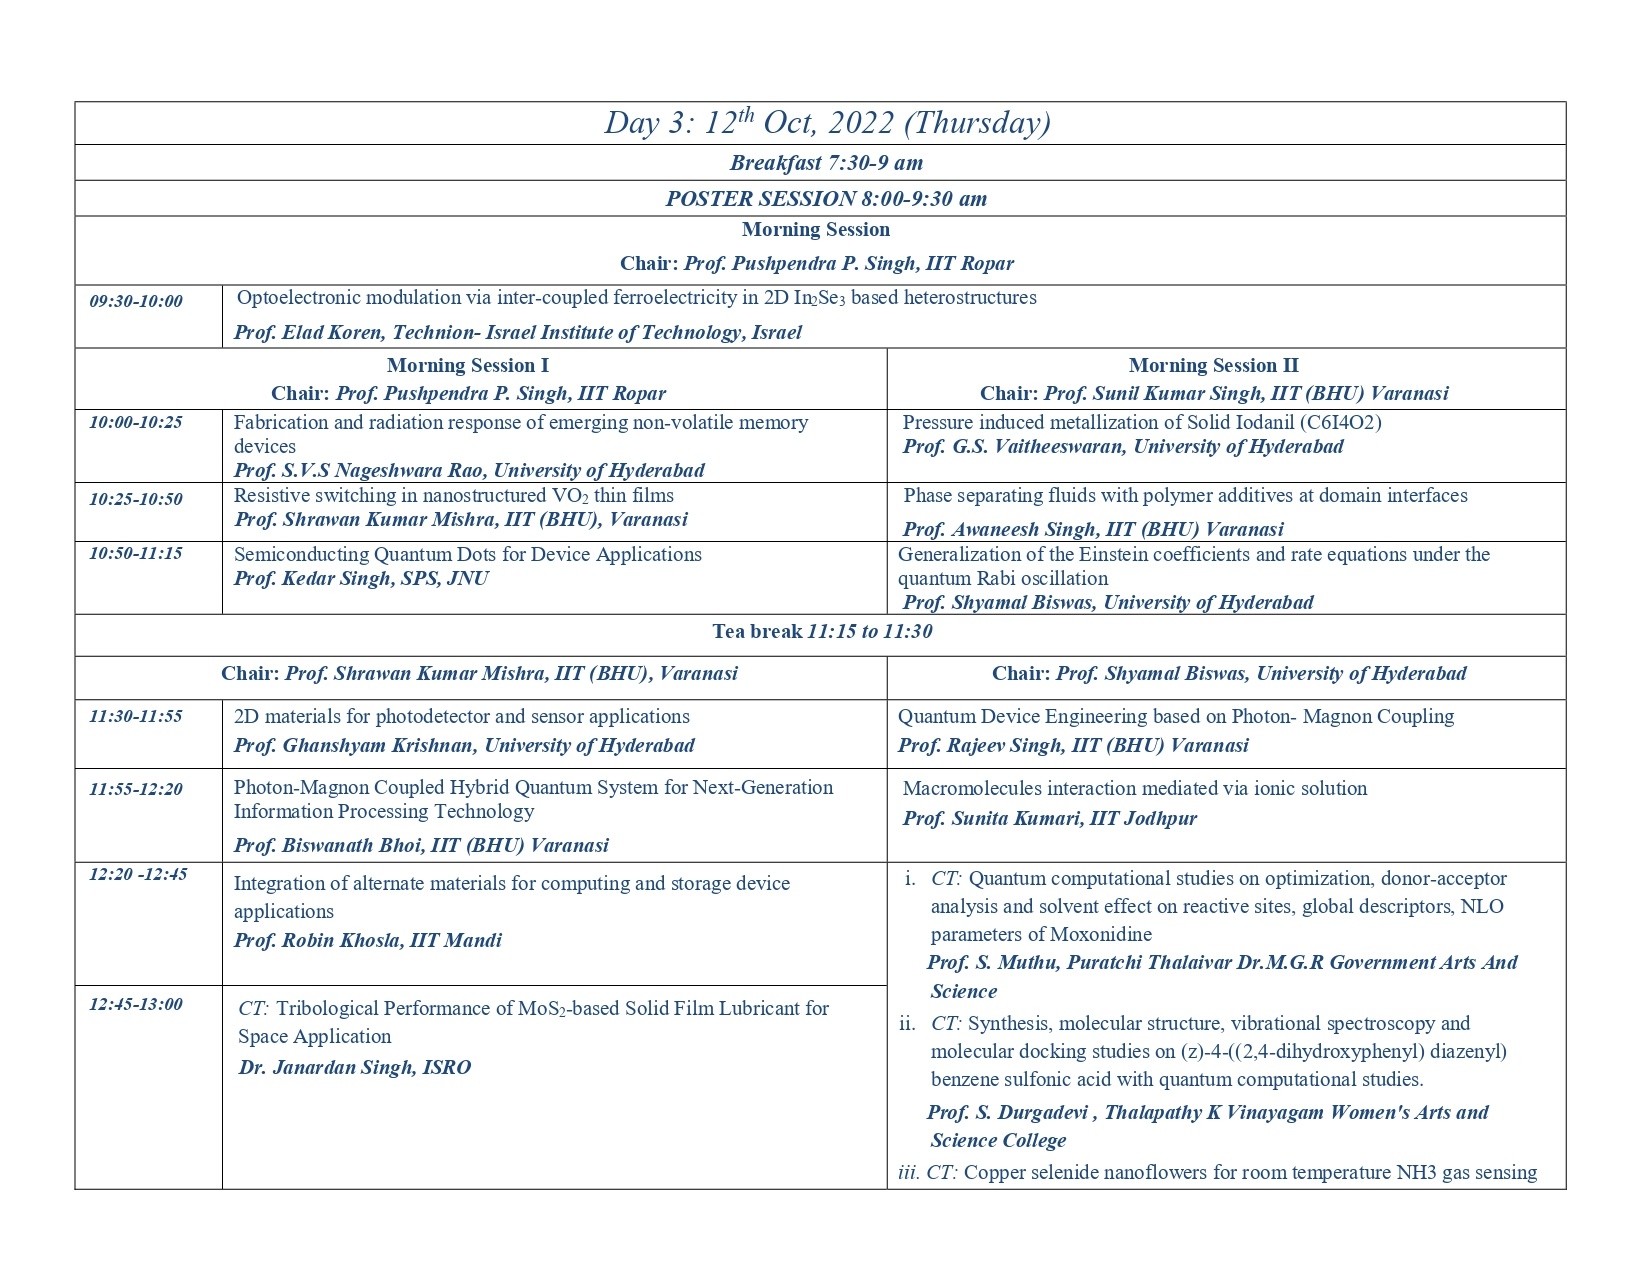 Day 3: 12th Oct, 2022 (Thursday)
Breakfast 7:30-9 am
POSTER SESSION 8:00-9:30 am
Morning Session
Chair: Prof. Pushpendra P. Singh, IIT Ropar
09:30-10:00
Optoelectronic modulation via inter-coupled ferroelectricity in 2D In2Se3 based heterostructures
Prof. Elad Koren, Technion- Israel Institute of Technology, Israel
Morning Session I
Chair: Prof. Pushpendra P. Singh, IIT Ropar
Morning Session II
Chair: Prof. Sunil Kumar Singh, IIT (BHU) Varanasi
10:00-10:25
Fabrication and radiation response of emerging non-volatile memory
devices
Prof. S.V.S Nageshwara Rao, University of Hyderabad
Pressure induced metallization of Solid Iodanil (C6I4O2)
Prof. G.S. Vaitheeswaran, University of Hyderabad
10:25-10:50
Resistive switching in nanostructured VO2 thin films
Prof. Shrawan Kumar Mishra, IIT (BHU), Varanasi
Phase separating fluids with polymer additives at domain interfaces
Prof. Awaneesh Singh, IIT (BHU) Varanasi
10:50-11:15
Semiconducting Quantum Dots for Device Applications
Prof. Kedar Singh, SPS, JNU
Generalization of the Einstein coefficients and rate equations under the
quantum Rabi oscillation
Prof. Shyamal Biswas, University of Hyderabad
Tea break 11:15 to 11:30
Chair: Prof. Shrawan Kumar Mishra, IIT (BHU), Varanasi
Chair: Prof. Shyamal Biswas, University of Hyderabad
11:30-11:55
2D materials for photodetector and sensor applications
Prof. Ghanshyam Krishnan, University of Hyderabad
Quantum Device Engineering based on Photon- Magnon Coupling
Prof. Rajeev Singh, IIT (BHU) Varanasi
11:55-12:20
Photon-Magnon Coupled Hybrid Quantum System for Next-Generation
Information Processing Technology
Prof. Biswanath Bhoi, IIT (BHU) Varanasi
Macromolecules interaction mediated via ionic solution
Prof. Sunita Kumari, IIT Jodhpur
12:20 -12:45
Integration of alternate materials for computing and storage device
applications
Prof. Robin Khosla, IIT Mandi
12:45-13:00
CT: Tribological Performance of MoS2-based Solid Film Lubricant for
Space Application
Dr. Janardan Singh, ISRO
i. CT: Quantum computational studies on optimization, donor-acceptor
analysis and solvent effect on reactive sites, global descriptors, NLO
parameters of Moxonidine
Prof. S. Muthu, Puratchi Thalaivar Dr.M.G.R Government Arts And
Science
ii. CT: Synthesis, molecular structure, vibrational spectroscopy and
molecular docking studies on (z)-4-((2,4-dihydroxyphenyl) diazenyl)
benzene sulfonic acid with quantum computational studies.
Prof. S. Durgadevi , Thalapathy K Vinayagam Women's Arts and
Science College
iii. CT: Copper selenide nanoflowers for room temperature NH3 gas sensing